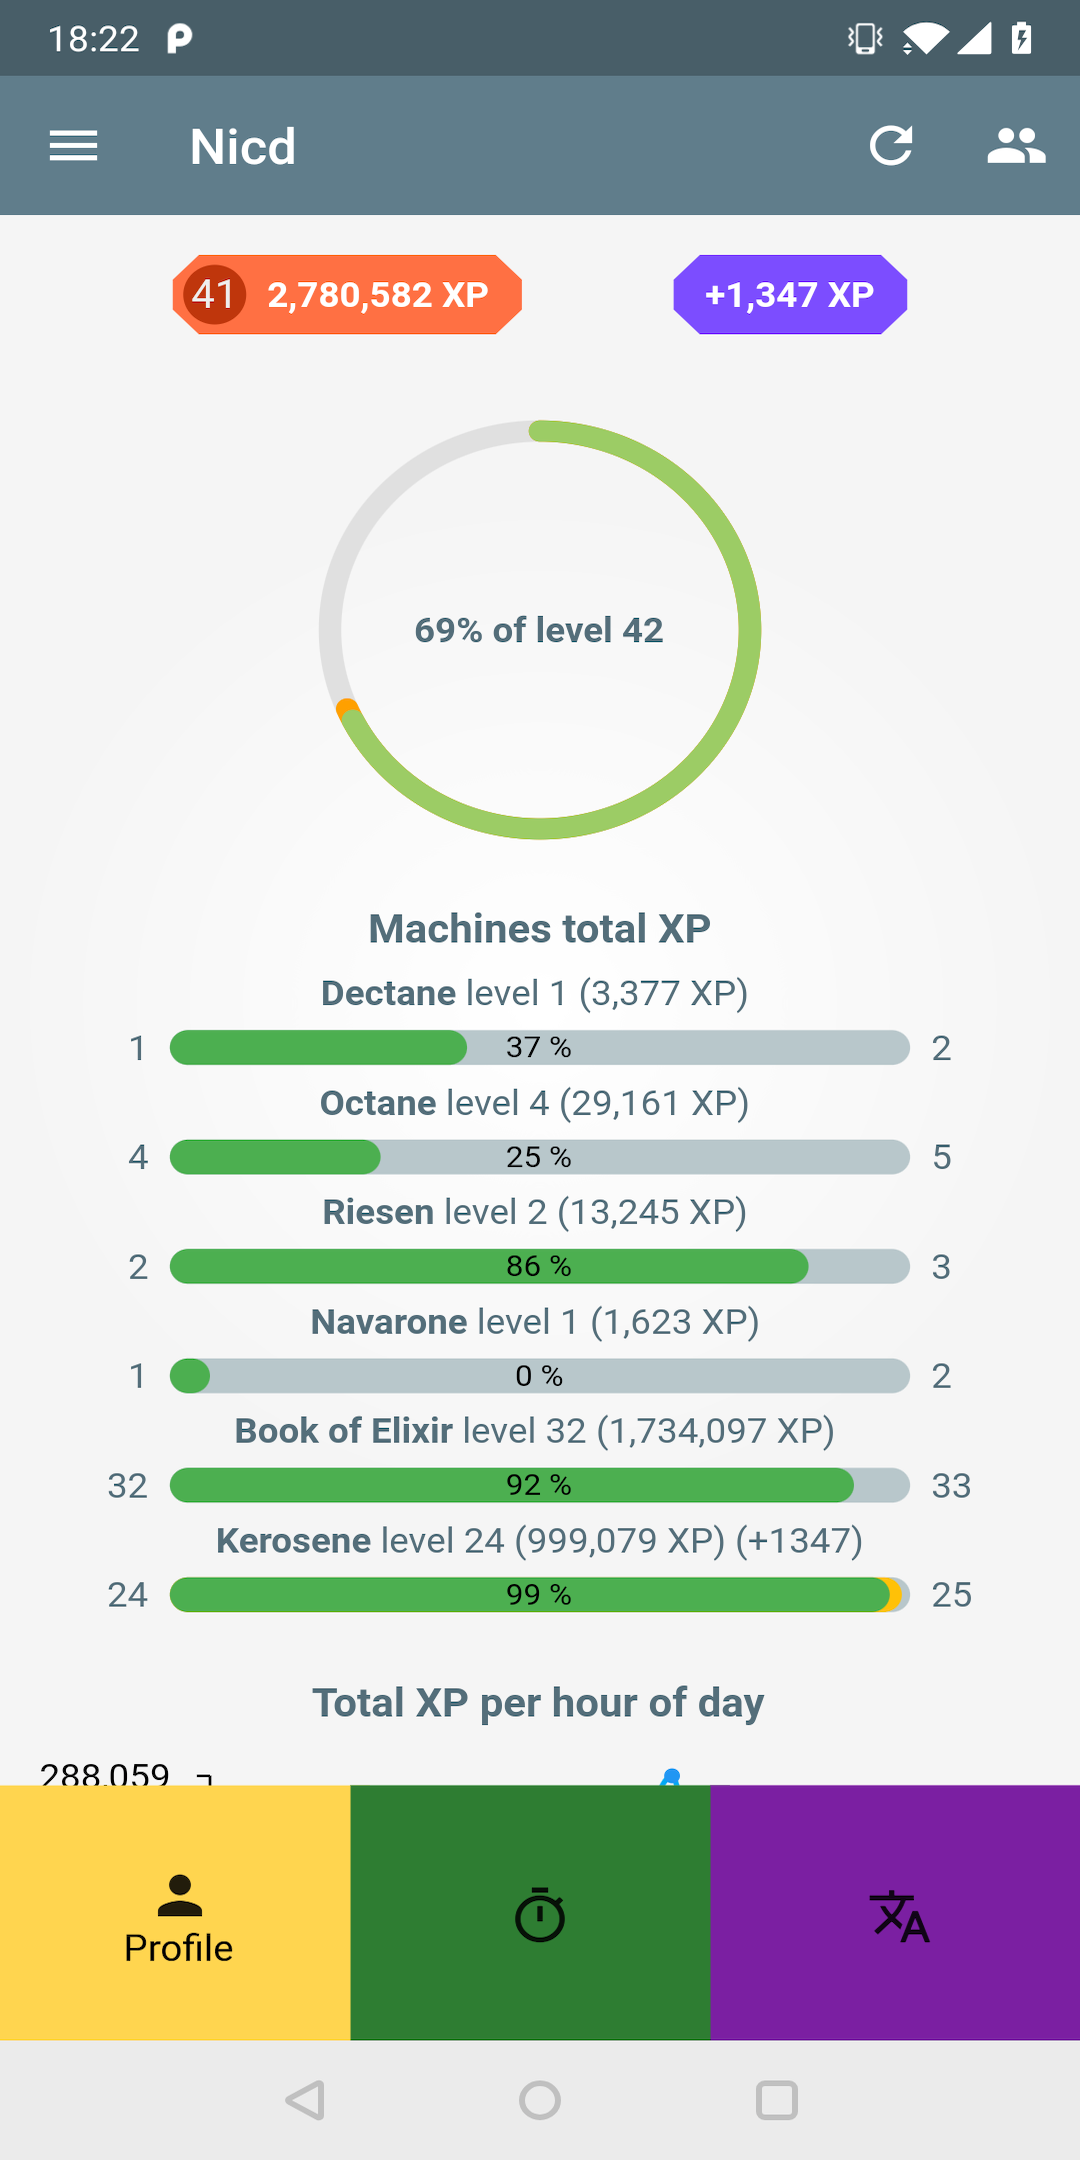 18:22
Nicd
41 2,780,582 XP +1,347 XP
69% of level 42
Machines total XP
Dectane level 1 (3,377 XP)
1 37 % 2
Octane level 4 (29,161 XP)
4 25 % 5
Riesen level 2 (13,245 XP)
2 86 % 3
Navarone level 1 (1,623 XP)
1 0 % 2
Book of Elixir level 32 (1,734,097 XP)
32 92 % 33
Kerosene level 24 (999,079 XP) (+1347)
24 99 % 25
Total XP per hour of day
288,059
Profile